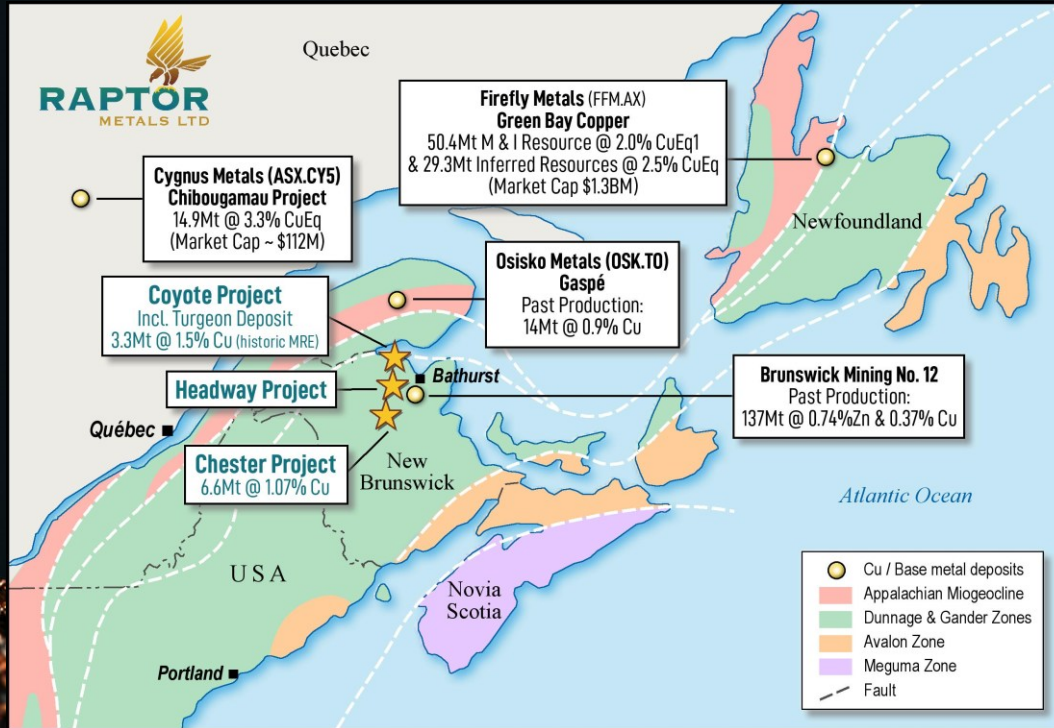 RAPTOR
METALS LTD
Quebec
Firefly Metals (FFM.AX)
Green Bay Copper
50.4Mt M & I Resource @ 2.0% CuEq1
& 29.3mt Inferred Resources @ 2.5% CuEq
(Market Cap $1.3BM)
Cygnus Metals (ASX.CY5)
Chibougamau Project
14.9Mt @ 3.3% CuEq
(Market Cap ~ $112M)
Newfoundland
Osisko Metals (OSK.TO)
Gaspé
Past Production:
14Mt @ 0.9% Cu
Coyote Project
Incl. Turgeon Deposit
3.3Mt @ 1.5% Cu (historic MRE)
Bathurst
Headway Project
Brunswick Mining No. 12
Past Production:
137Mt @ 0.74%Zn & 0.37% Cu
Québec
Chester Project
6.6Mt @ 1.07% Cu
New
Brunswick
Atlantic Ocean
USA
Novia
Scotia
Portland
Cu / Base metal deposits
Appalachian Miogeocline
Dunnage & Gander Zones
Avalon Zone
Meguma Zone
Fault